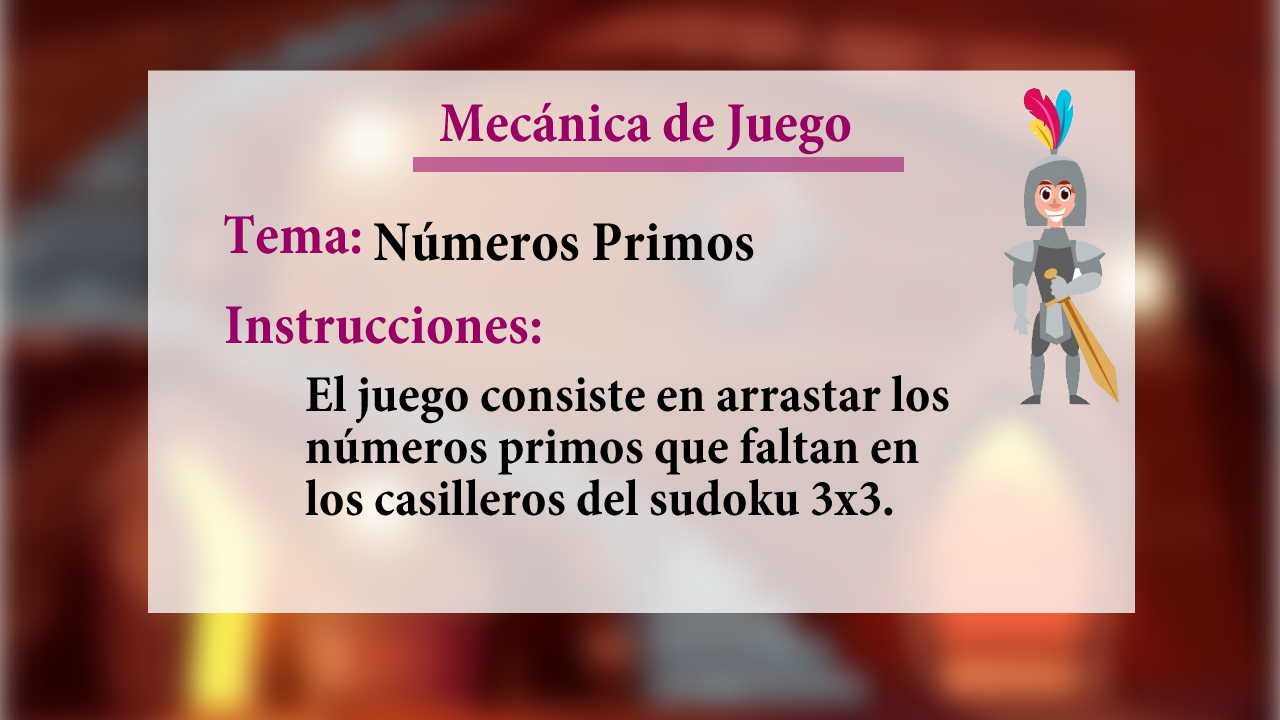 Mecánica de Juego
Tema: Números Primos
Instrucciones:
El juego consiste en arrastar los
números primos que faltan en
los casilleros del sudoku 3x3.